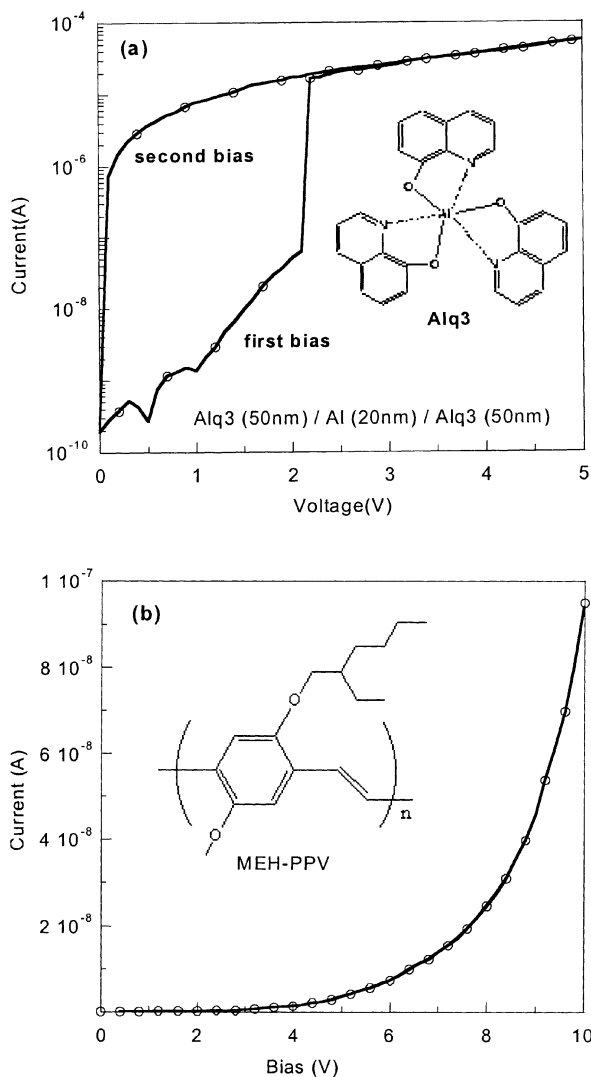 (a)
10-4
10-6
10-8
10-10
Current(A)
second bias
first bias
N
O
Al
O
N
O
N
Alq3
Alq3 (50nm) / Al (20nm) / Alq3 (50nm)
0 1 2 3 4 5
Voltage(V)
(b)
1 10-7
8 10-8
6 10-8
4 10-8
2 10-8
Current (A)
O
O
n
MEH-PPV
0 2 4 6 8 10
Bias (V)